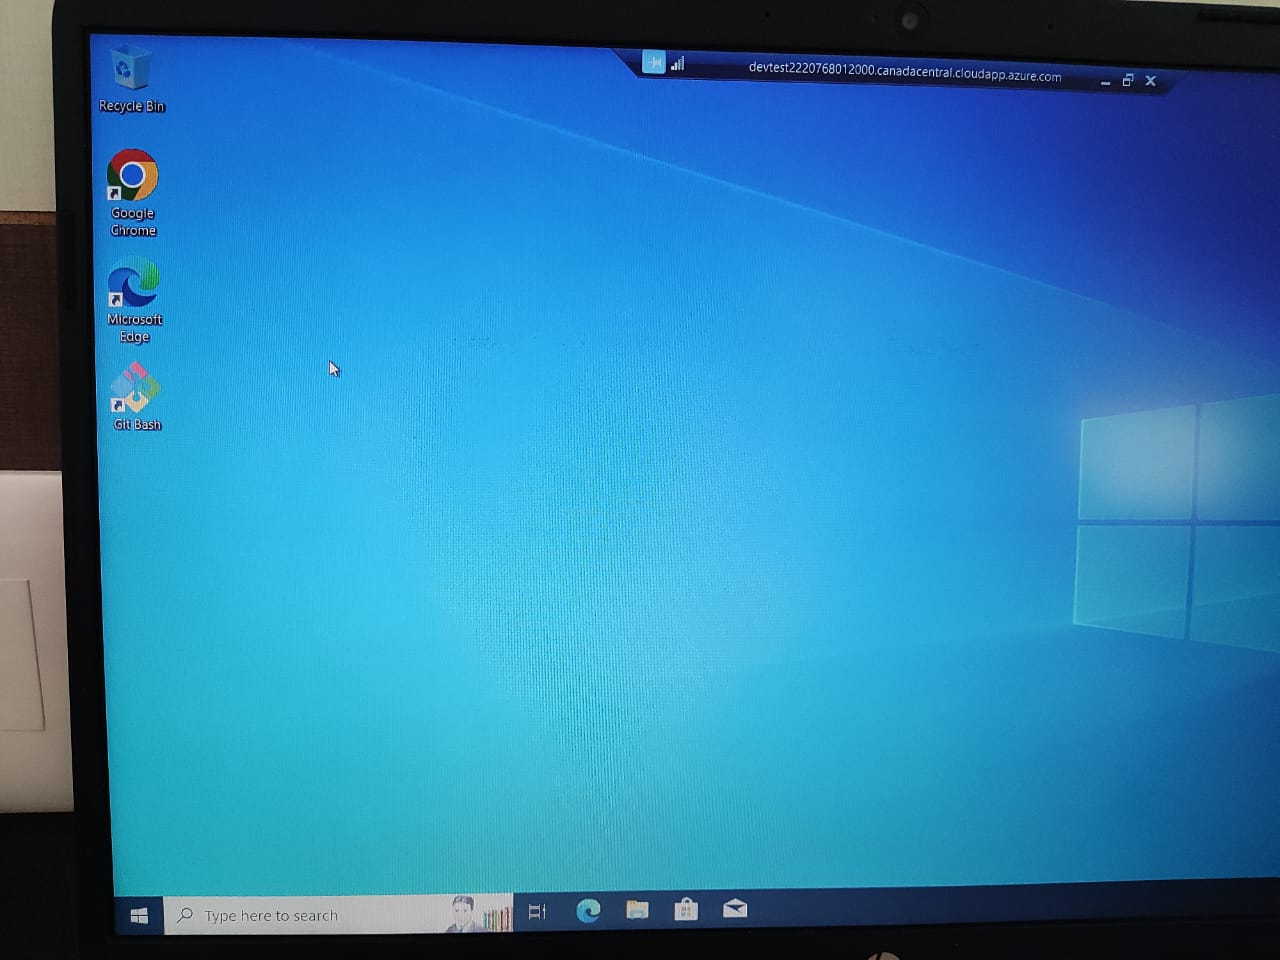 Recycle Bin
devtest2220768012000.canadacentral.cloudapp.azure.com
Google
Chrome
Microsoft
Edge
Git Bash
Type here to search